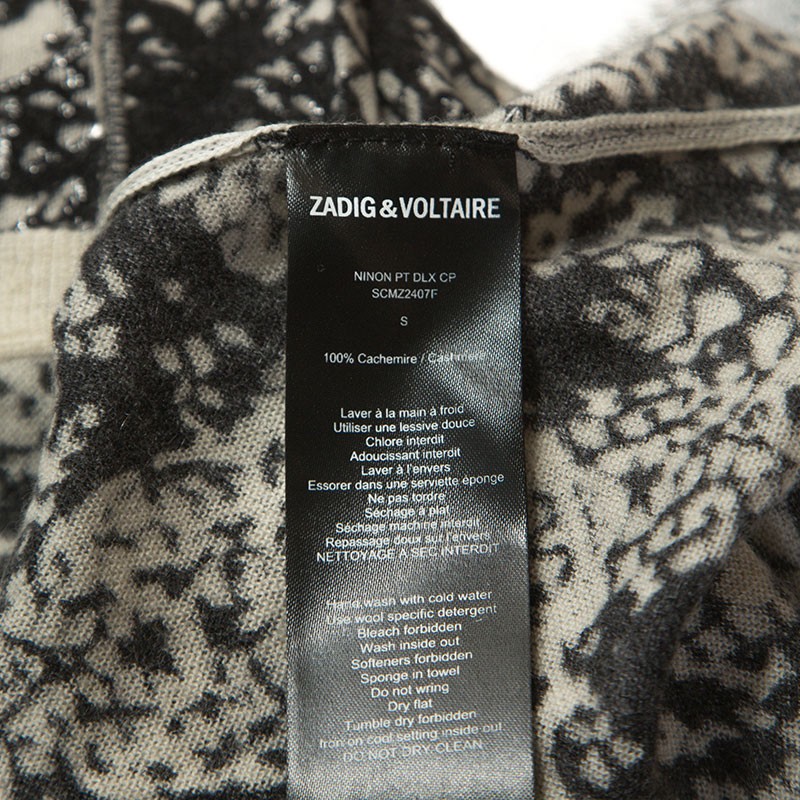 ZADIG & VOLTAIRE
NINON PT DLX CP
SCMZ2407F
S
100% Cachemire / Cashmere
Laver à la main à froid
Utiliser une lessive douce
Chlore interdit
Adoucissant interdit
Laver à l'envers
Essorer dans une serviette éponge
Ne pas tordre
Séchage à plat
Séchage machine interdit
Repassage doux sur l'envers
NETTOYAGE A SEC INTERDIT
Hand wash with cold water
Use wool specific detergent
Bleach forbidden
Wash inside out
Softeners forbidden
Sponge in towel
Do not wring
Dry flat
Tumble dry forbidden
Iron on cool setting inside out
DO NOT DRY CLEAN